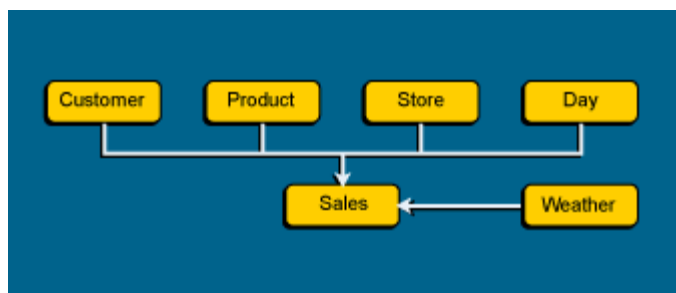 Customer
Product
Store
Day
Sales
Weather